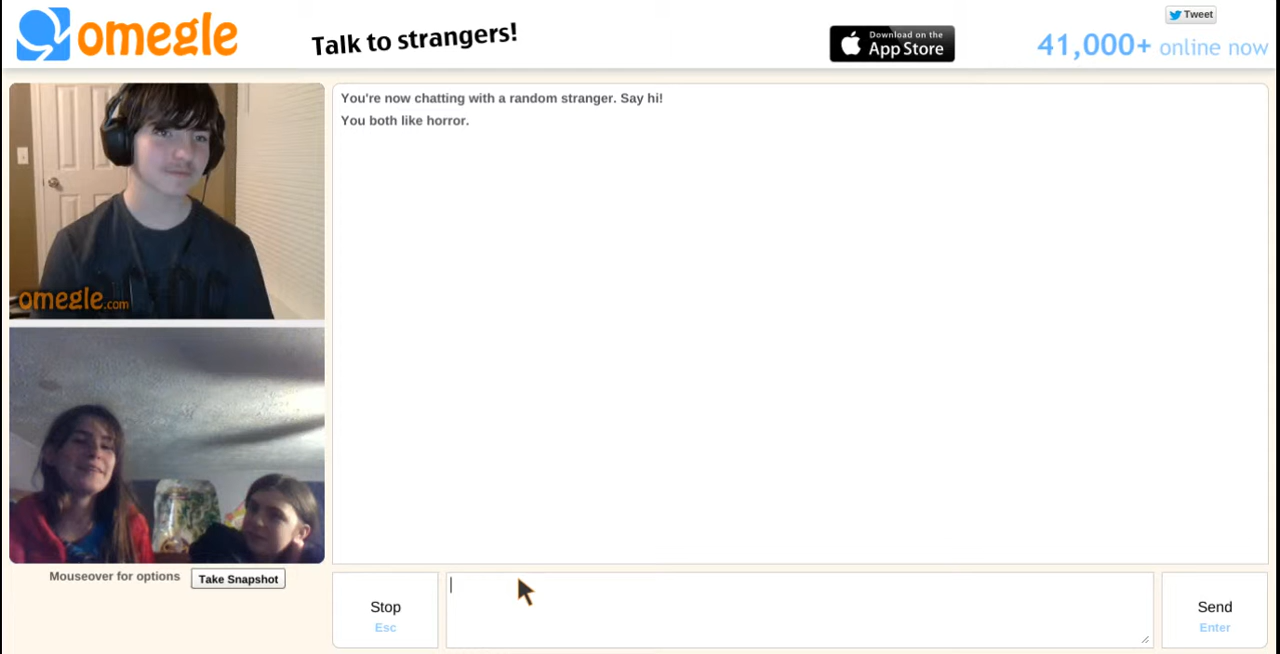 omegle
Talk to strangers!
Download on the
App Store
Tweet
41,000+ online now
You're now chatting with a random stranger. Say hi!
You both like horror.
omegle.com
Mouseover for options
Take Snapshot
Stop
Esc
Send
Enter